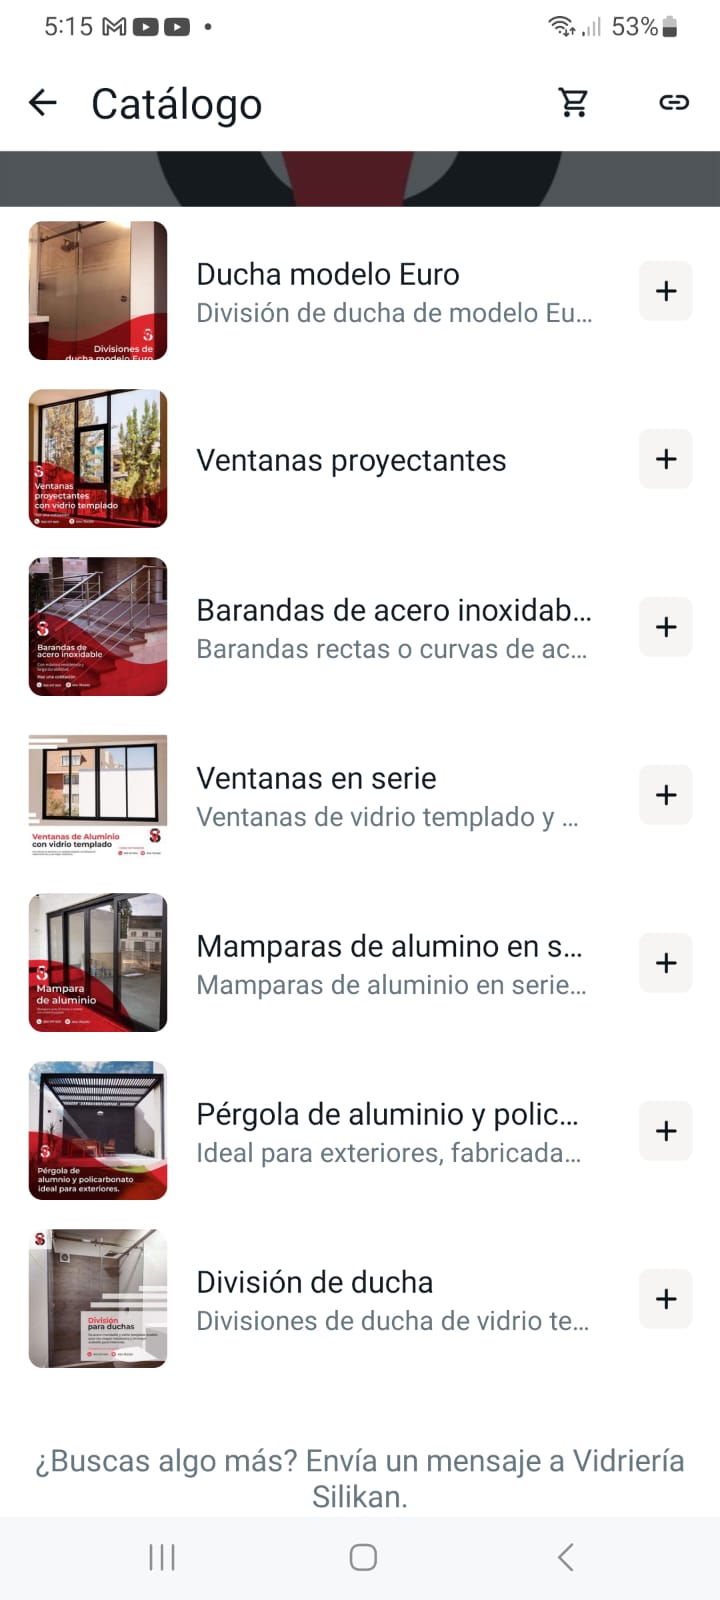 5:15
53%
Catálogo
Ducha modelo Euro
División de ducha de modelo Eu...
Divisiones de
ducha modelo Euro
Ventanas proyectantes
Ventanas
proyectantes
con vidrio templado
Barandas de acero inoxidab...
Barandas rectas o curvas de ac...
Barandas de
acero inoxidable
Ventanas en serie
Ventanas de vidrio templado y ...
Ventanas de Aluminio
con vidrio templado
Mamparas de alumino en s...
Mamparas de aluminio en serie...
Mampara
de aluminio
Pérgola de aluminio y polic...
Ideal para exteriores, fabricada...
Pérgola de
alumnio y policarbonato
ideal para exteriores.
División de ducha
Divisiones de ducha de vidrio te...
División
para duchas
¿Buscas algo más? Envía un mensaje a Vidriería
Silikan.